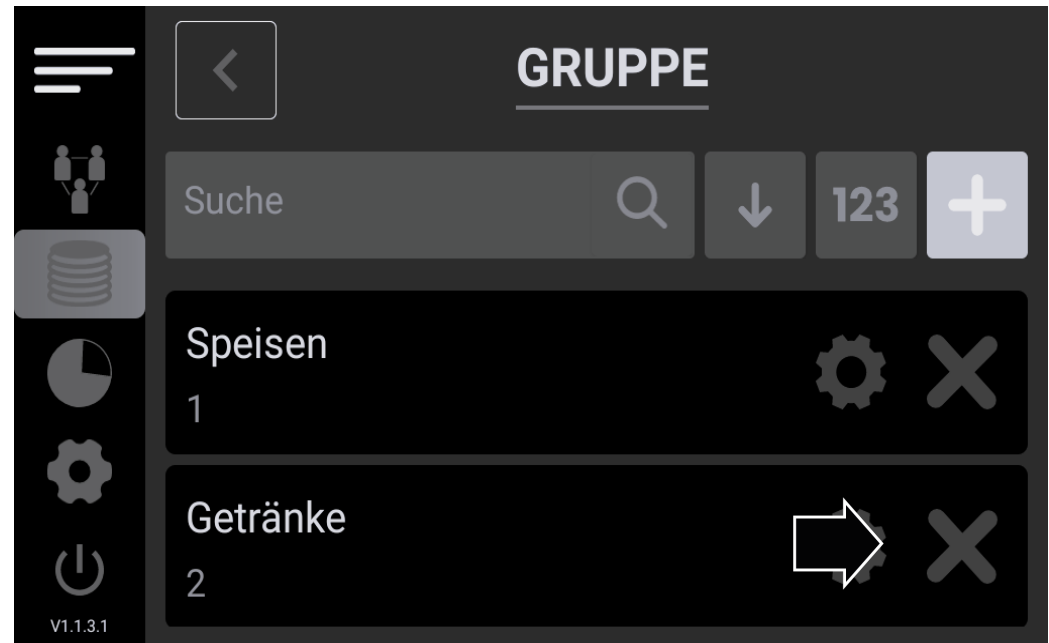 GRUPPE
Suche
123
Speisen
1
Getränke
2
V1.1.3.1